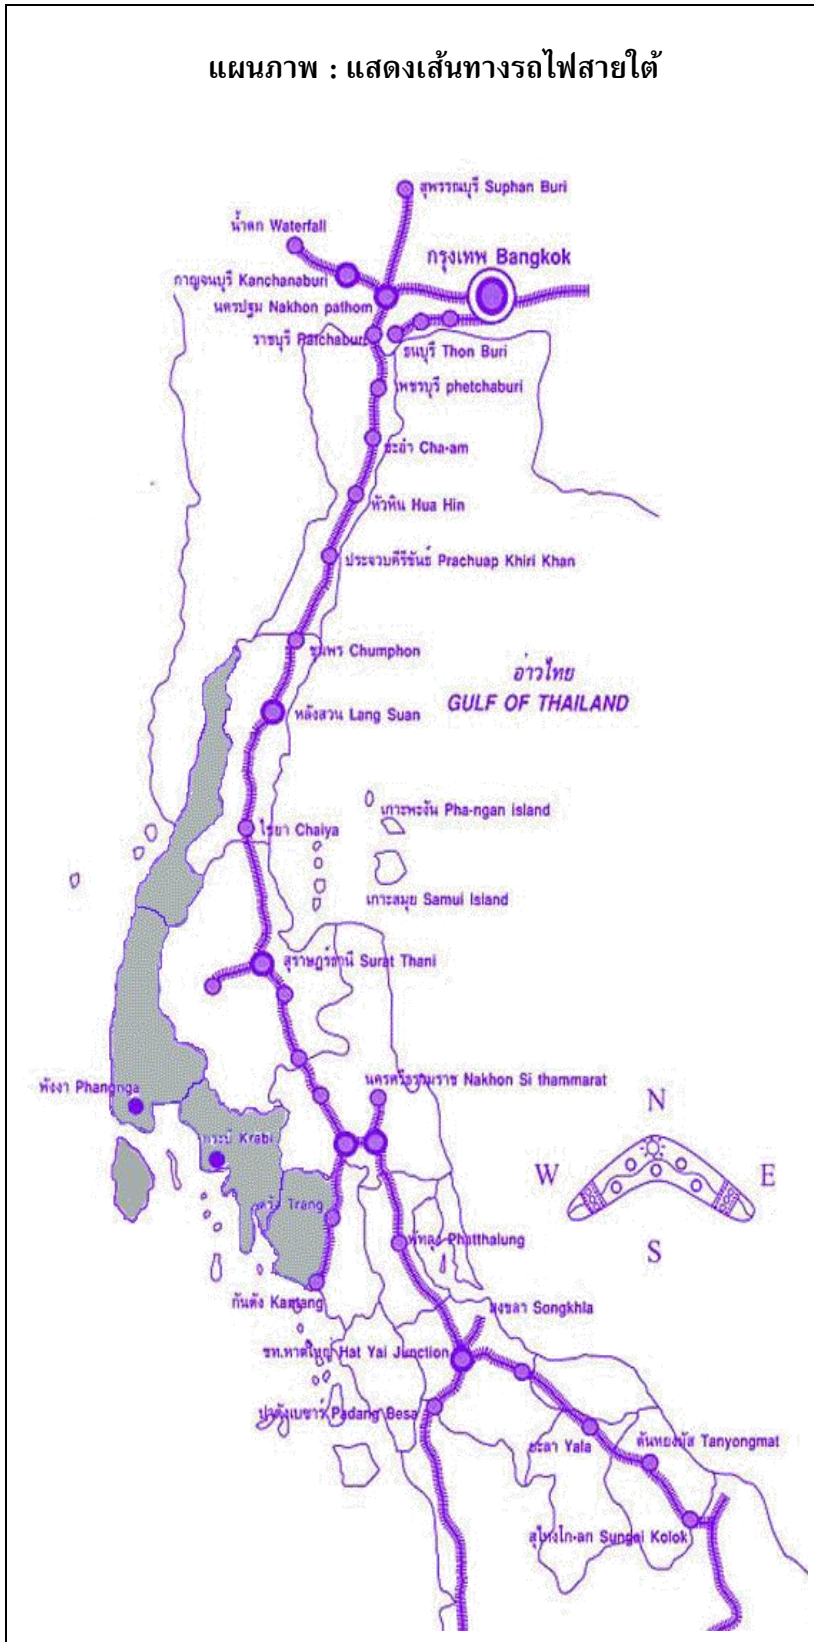 แผนภาพ : แสดงเส้นทางรถไฟสายใต้
สุพรรณบุรี Suphan Buri
น้ำตก Waterfall
กรุงเทพ Bangkok
กาญจนบุรี Kanchanaburi
นครปฐม Nakhon pathom
ราชบุรี Ratchaburi
ธนบุรี Thon Buri
เพชรบุรี phetchaburi
ชะอำ Cha-am
หัวหิน Hua Hin
ประจวบคีรีขันธ์ Prachuap Khiri Khan
ชุมพร Chumphon
อ่าวไทย
GULF OF THAILAND
หลังสวน Lang Suan
เกาะพะงัน Pha-ngan island
ไชยา Chaiya
เกาะสมุย Samui Island
สุราษฎร์ธานี Surat Thani
นครศรีธรรมราช Nakhon Si thammarat
พังงา Phangnga
N
กระบี่ Krabi
W
E
ตรัง Trang
พัทลุง Phatthalung
S
กันตัง Kantang
สงขลา Songkhla
ชท.หาดใหญ่ Hat Yai Junction
ปาดังเบซาร์ Padang Besa
ยะลา Yala
ตันหยงมัส Tanyongmat
สุไหงโก-ลก Sungai Kolok